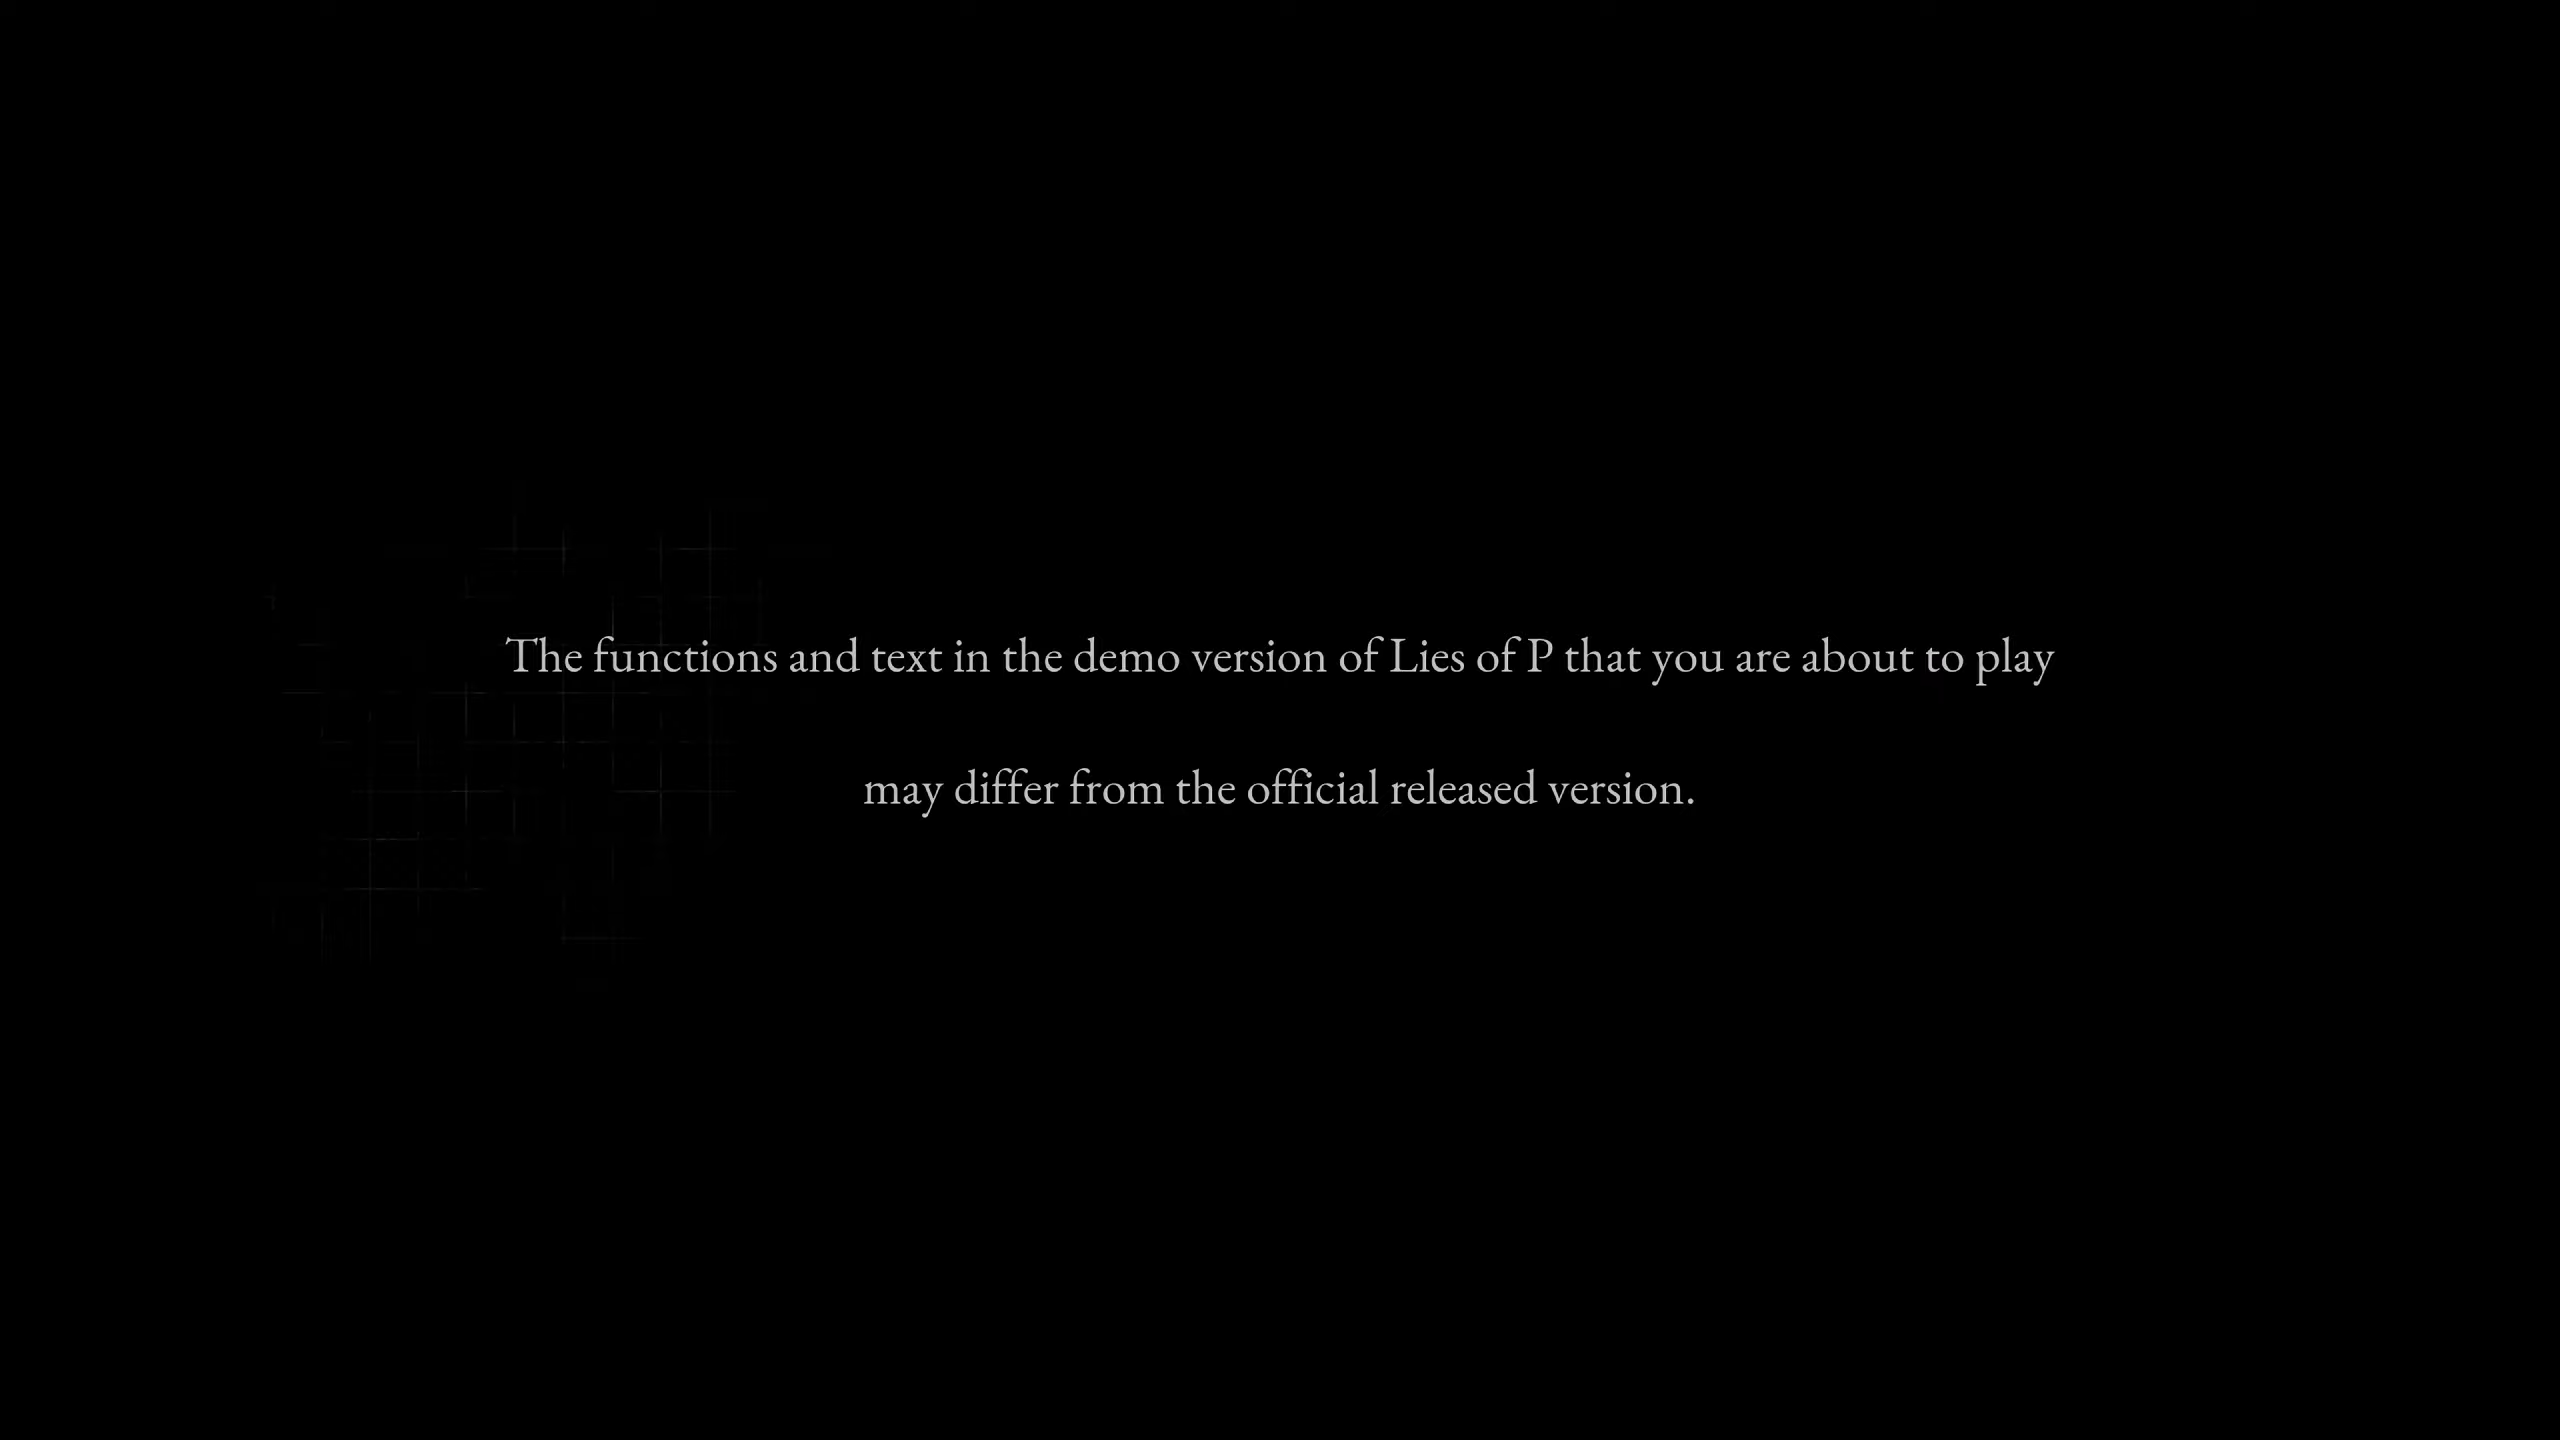 The functions and text in the demo version of Lies of P that you are about to play
may differ from the official released version.